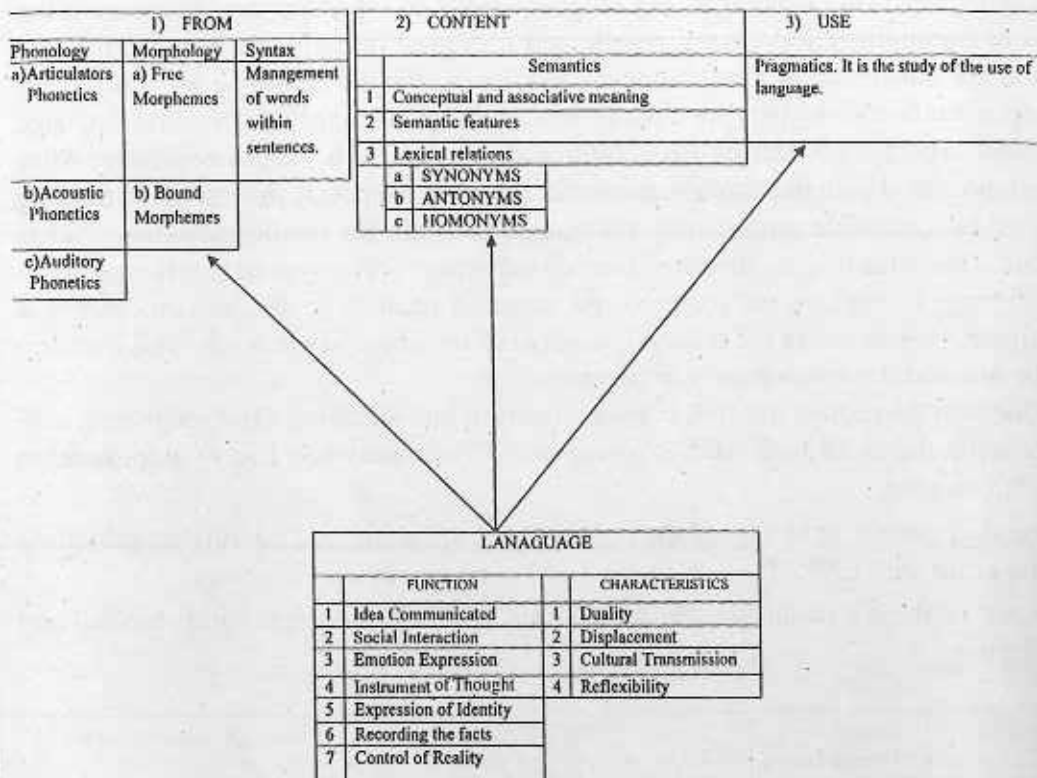 1) FROM
Phonology Morphology Syntax
a)Articulators Phonetics
a) Free Morphemes
Management of words within sentences.
b)Acoustic Phonetics
b) Bound Morphemes
c)Auditory Phonetics
2) CONTENT
Semantics
1 Conceptual and associative meaning
2 Semantic features
3 Lexical relations
a SYNONYMS
b ANTONYMS
c HOMONYMS
3) USE
Pragmatics. It is the study of the use of
language.
LANAGUAGE
FUNCTION CHARACTERISTICS
1 Idea Communicated 1 Duality
2 Social Interaction 2 Displacement
3 Emotion Expression 3 Cultural Transmission
4 Instrument of Thought 4 Reflexibility
5 Expression of Identity
6 Recording the facts
7 Control of Reality